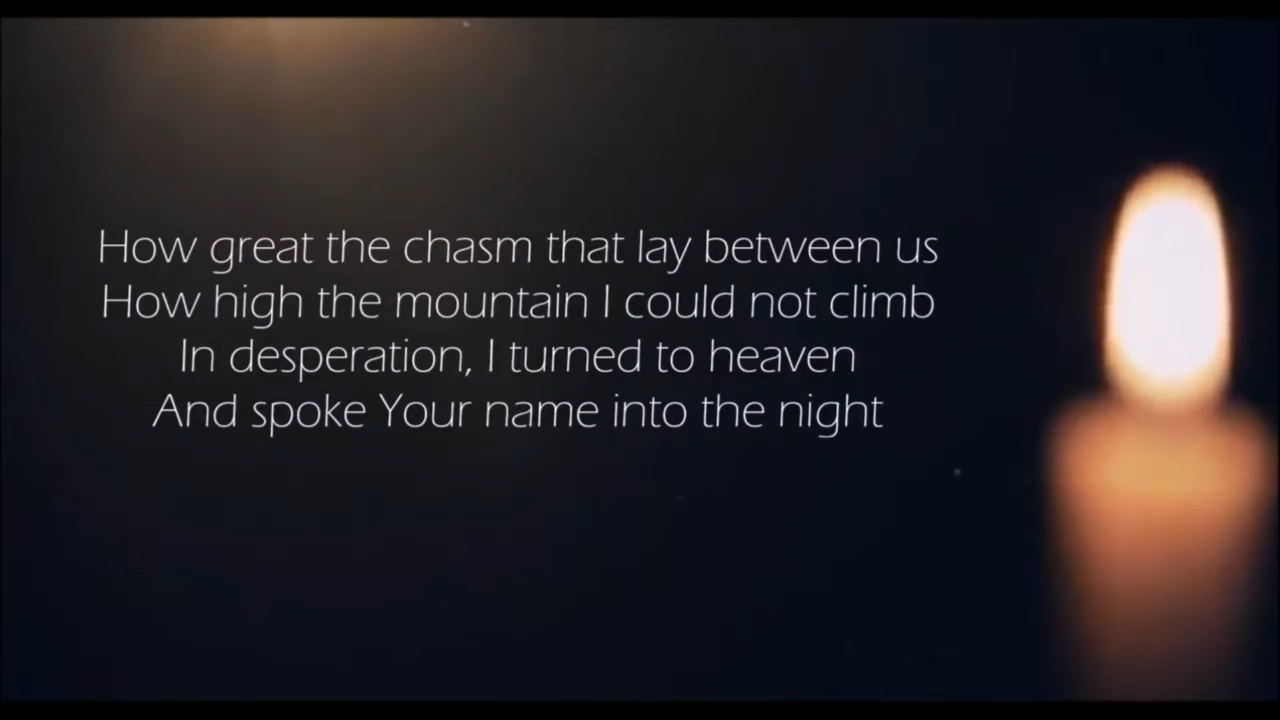 How great the chasm that lay between us
How high the mountain I could not climb
In desperation, I turned to heaven
And spoke Your name into the night